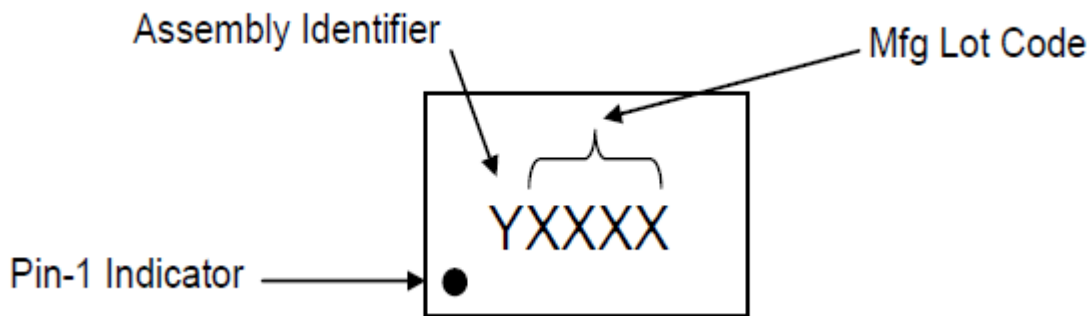 Assembly Identifier
Mfg Lot Code
YXXXX
Pin-1 Indicator